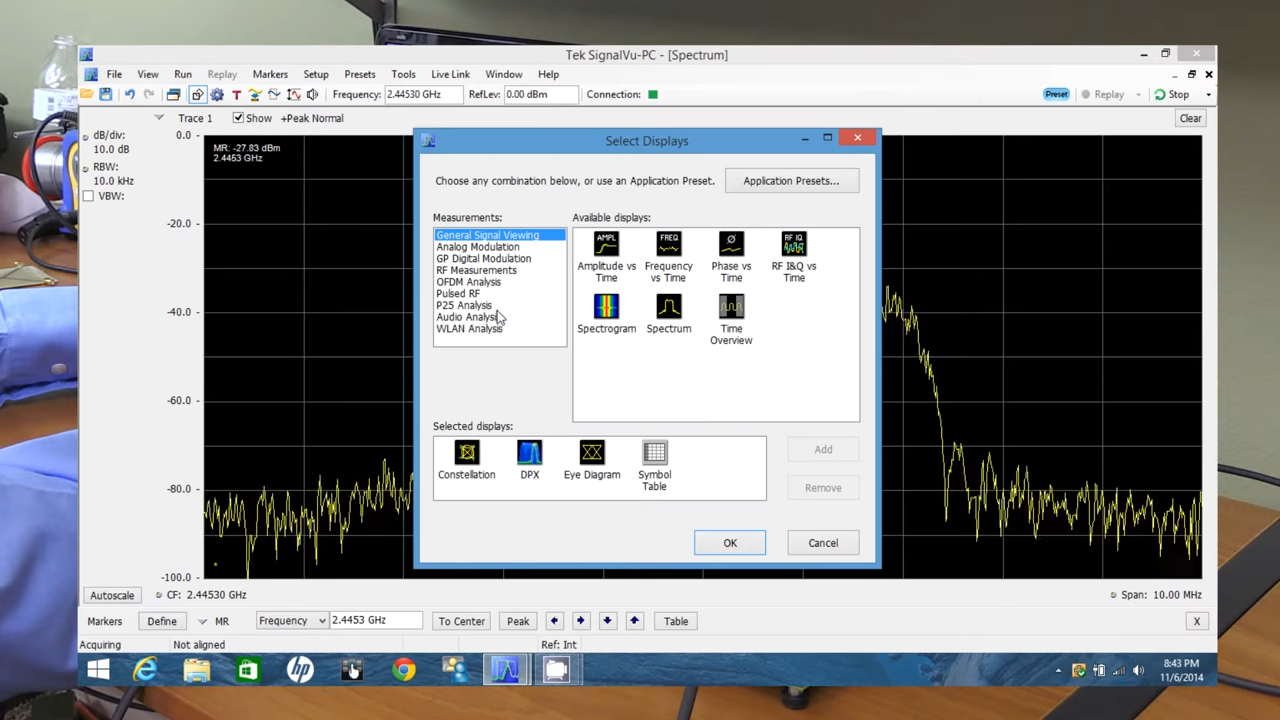 Tek SignalVu-PC - [Spectrum]
File View Run Replay Markers Setup Presets Tools Live Link Window Help
Frequency: 2.44530 GHz RefLev: 0.00 dBm Connection: Preset Replay Stop
Trace 1 Show +Peak Normal Clear
dB/div:
10.0 dB
RBW:
10.0 kHz
VBW:
0.0
-20.0
-40.0
-60.0
-80.0
-100.0
MR: -27.83 dBm
2.4453 GHz
Select Displays
Choose any combination below, or use an Application Preset. Application Presets...
Measurements:
General Signal Viewing
Analog Modulation
GP Digital Modulation
RF Measurements
OFDM Analysis
Pulsed RF
P25 Analysis
Audio Analysis
WLAN Analysis
Available displays:
AMPL FREQ Ø RF IQ
Amplitude vs Time
Frequency vs Time
Phase vs Time
RF I&Q vs Time
Spectrogram
Spectrum
Time Overview
Selected displays:
Constellation
DPX
Eye Diagram
Symbol Table
Add
Remove
OK Cancel
Autoscale CF: 2.44530 GHz Span: 10.00 MHz
Markers Define MR Frequency 2.4453 GHz To Center Peak Table X
Acquiring Not aligned Ref: Int
hp
8:43 PM
11/6/2014